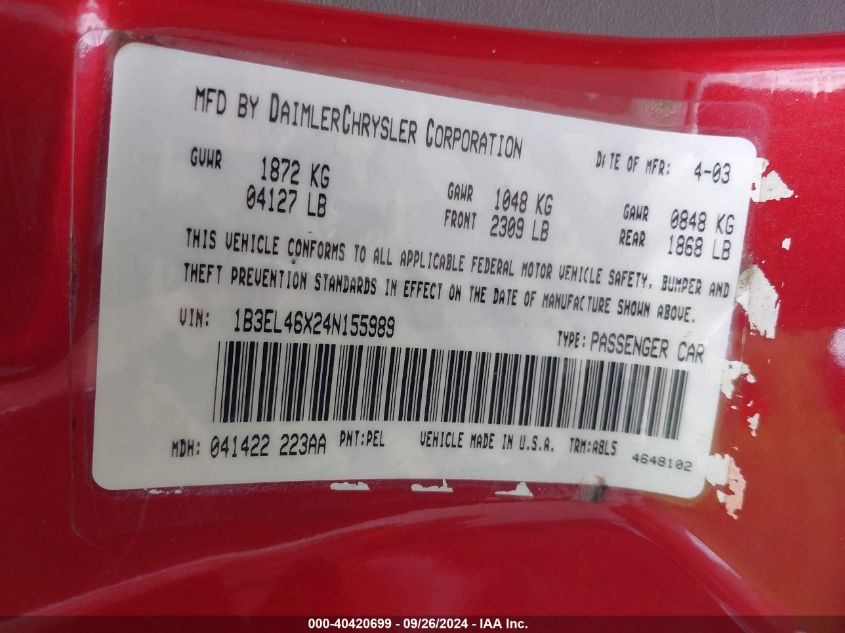 MFD BY DAIMLERCHRYSLER CORPORATION
DATE OF MFR: 4-03
GVWR 1872 KG
04127 LB
GAWR FRONT 1048 KG
2309 LB
GAWR REAR 0848 KG
1868 LB
THIS VEHICLE CONFORMS TO ALL APPLICABLE FEDERAL MOTOR VEHICLE SAFETY, BUMPER AND
THEFT PREVENTION STANDARDS IN EFFECT ON THE DATE OF MANUFACTURE SHOWN ABOVE.
VIN: 1B3EL46X24N155989
TYPE: PASSENGER CAR
MDH: 041422 223AA PNT:PEL VEHICLE MADE IN U.S.A. TRM:ABL5
4648102
000-40420699 - 09/26/2024 - IAA Inc.